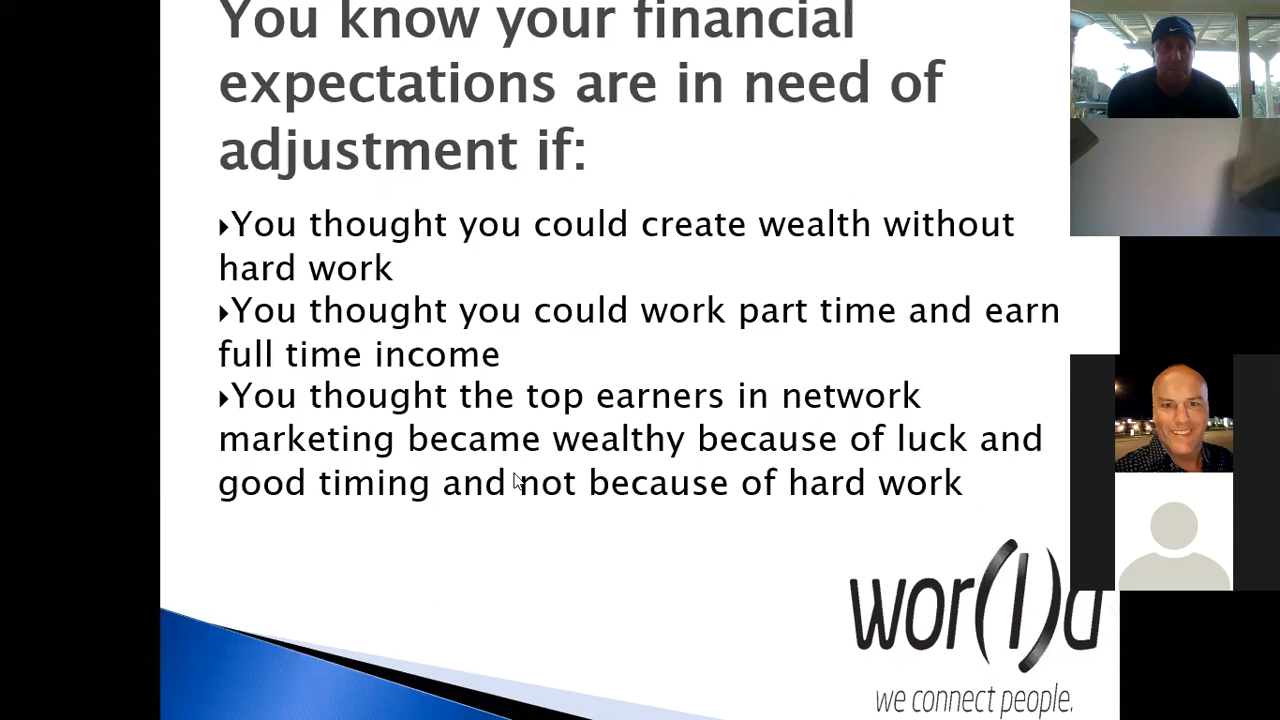 You know your financial
expectations are in need of
adjustment if:
You thought you could create wealth without
hard work
You thought you could work part time and earn
full time income
You thought the top earners in network
marketing became wealthy because of luck and
good timing and not because of hard work
wor(l)d
we connect people.